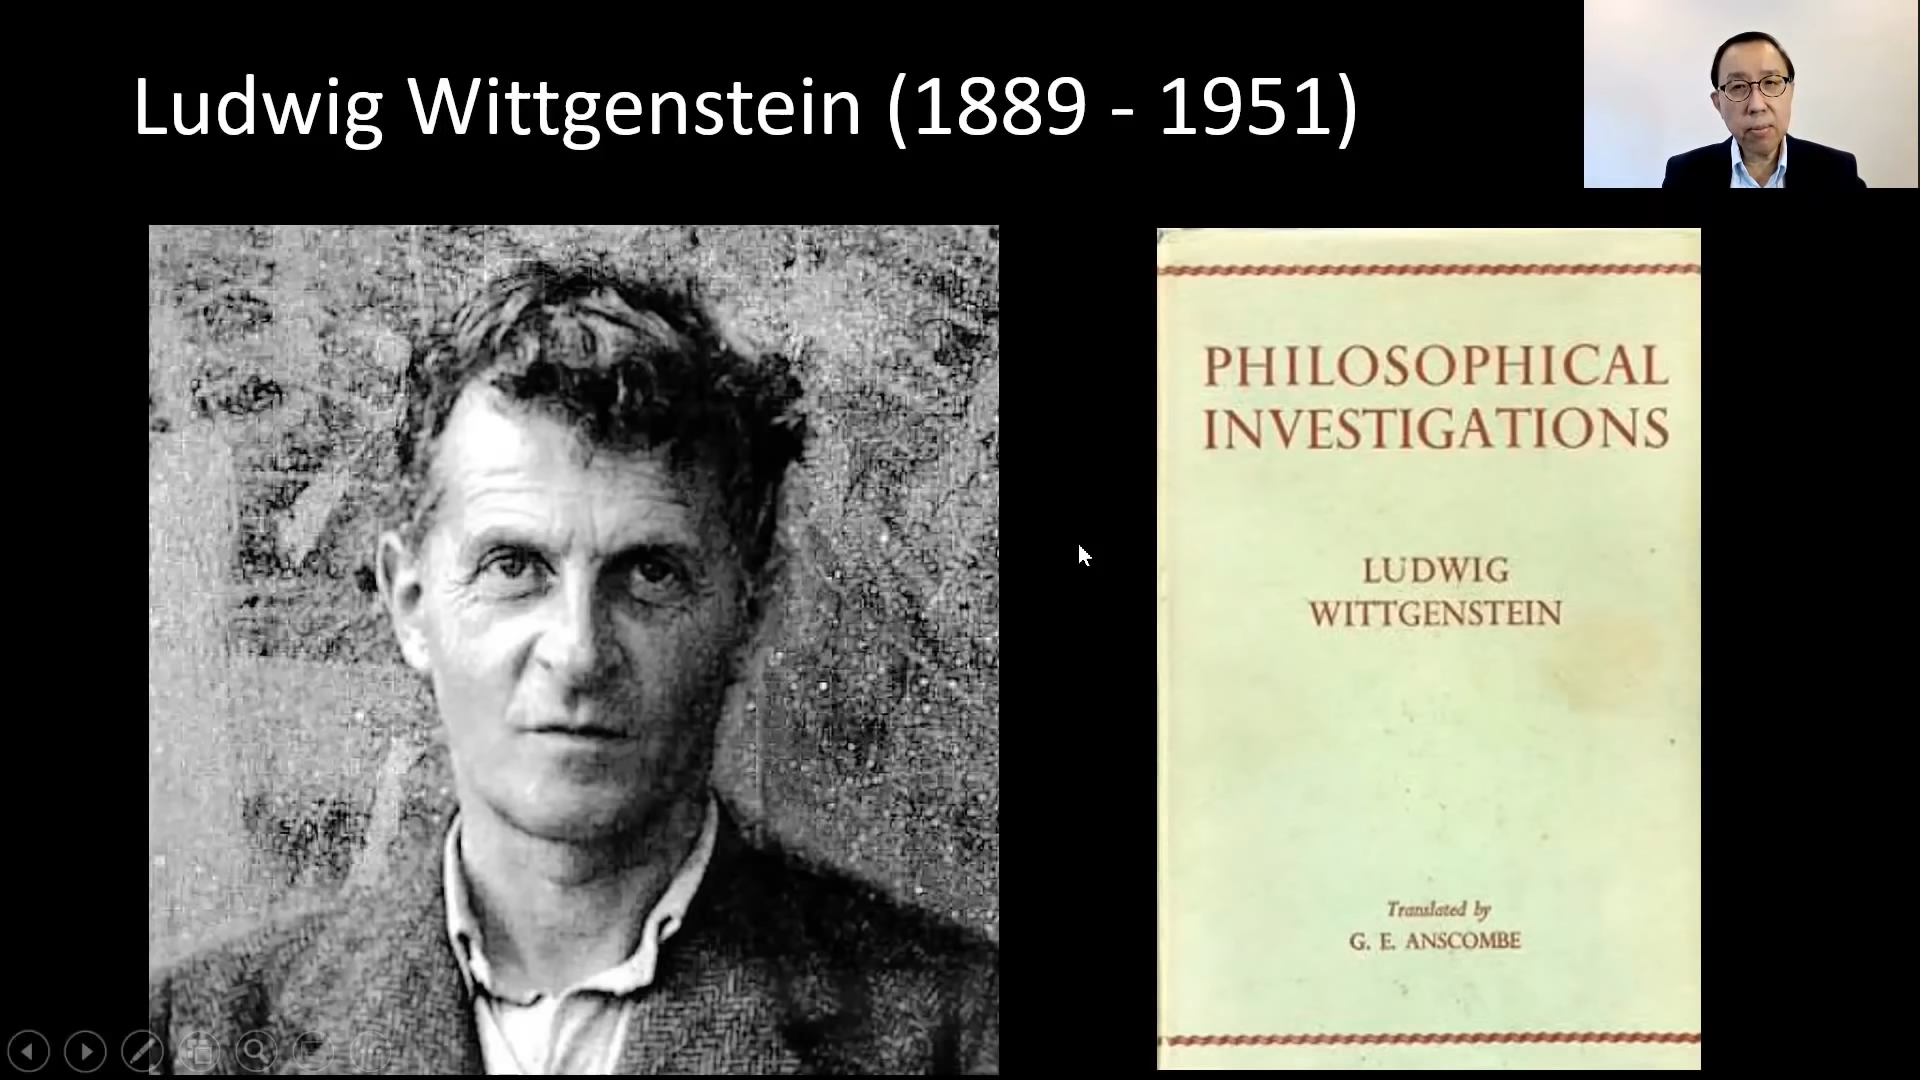 Ludwig Wittgenstein (1889 - 1951)
PHILOSOPHICAL
INVESTIGATIONS
LUDWIG
WITTGENSTEIN
Translated by
G. E. ANSCOMBE